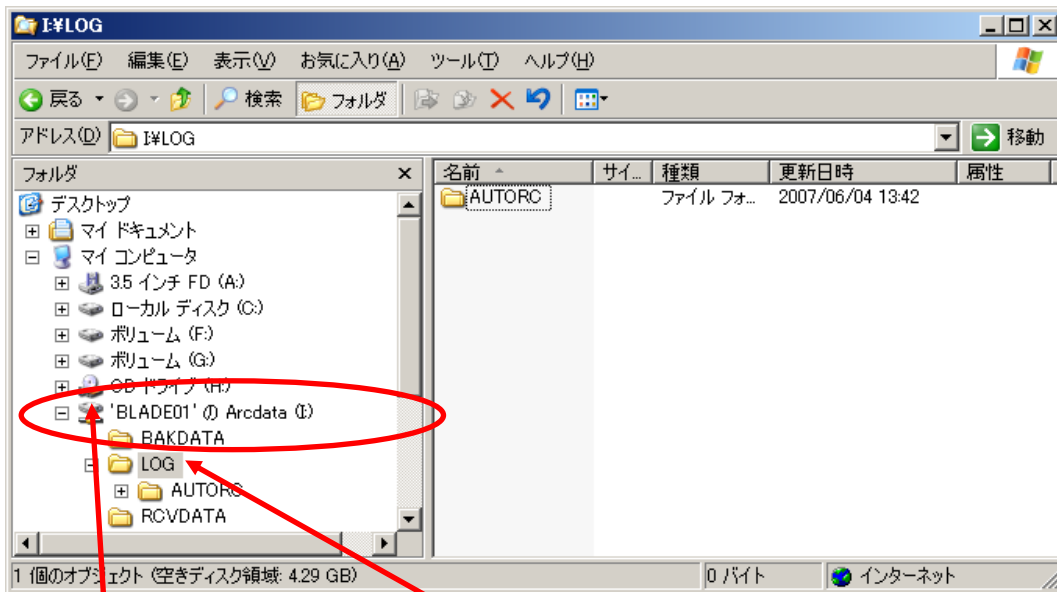 I:¥LOG
ファイル(F) 編集(E) 表示(V) お気に入り(A) ツール(T) ヘルプ(H)
戻る 検索 フォルダ
アドレス(D) I:¥LOG 移動
フォルダ × 名前 サイ... 種類 更新日時 属性
デスクトップ AUTORC ファイル フォ... 2007/06/04 13:42
マイ ドキュメント
マイ コンピュータ
3.5 インチ FD (A:)
ローカル ディスク (C:)
ボリューム (F:)
ボリューム (G:)
CD ドライブ (H:)
'BLADE01' の Arcdata (I:)
BAKDATA
LOG
AUTORC
RCVDATA
1 個のオブジェクト (空きディスク領域: 4.29 GB) 0 バイト インターネット